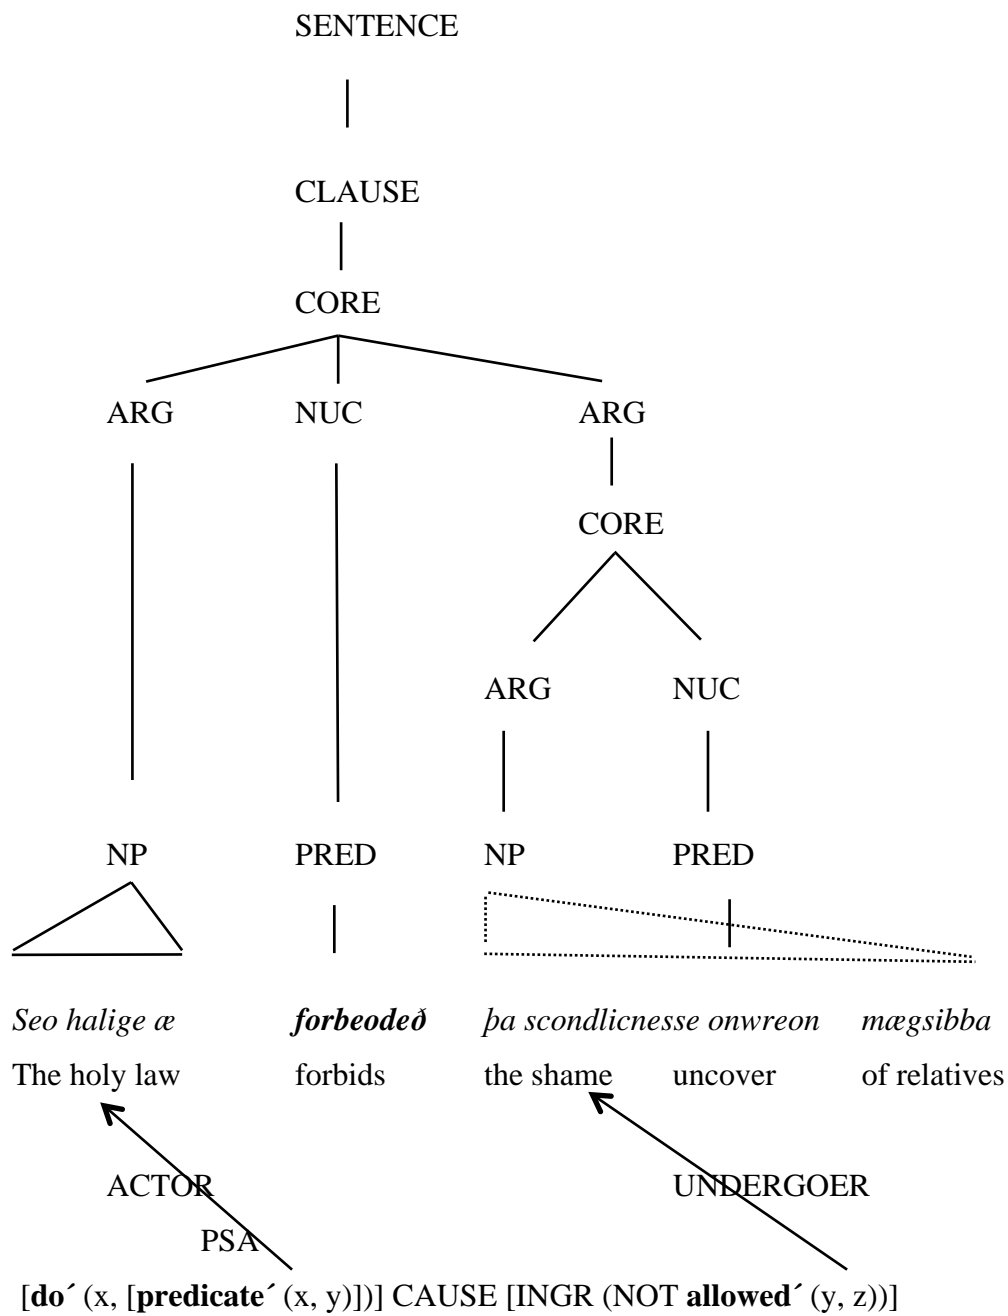 SENTENCE
CLAUSE
CORE
ARG NUC ARG
CORE
ARG NUC
NP PRED NP PRED
Seo halige æ forbeodeð þa scondlicnesse onwreon mægsibba
The holy law forbids the shame uncover of relatives
ACTOR UNDERGOER
PSA
[do´ (x, [predicate´ (x, y)])] CAUSE [INGR (NOT allowed´ (y, z))]